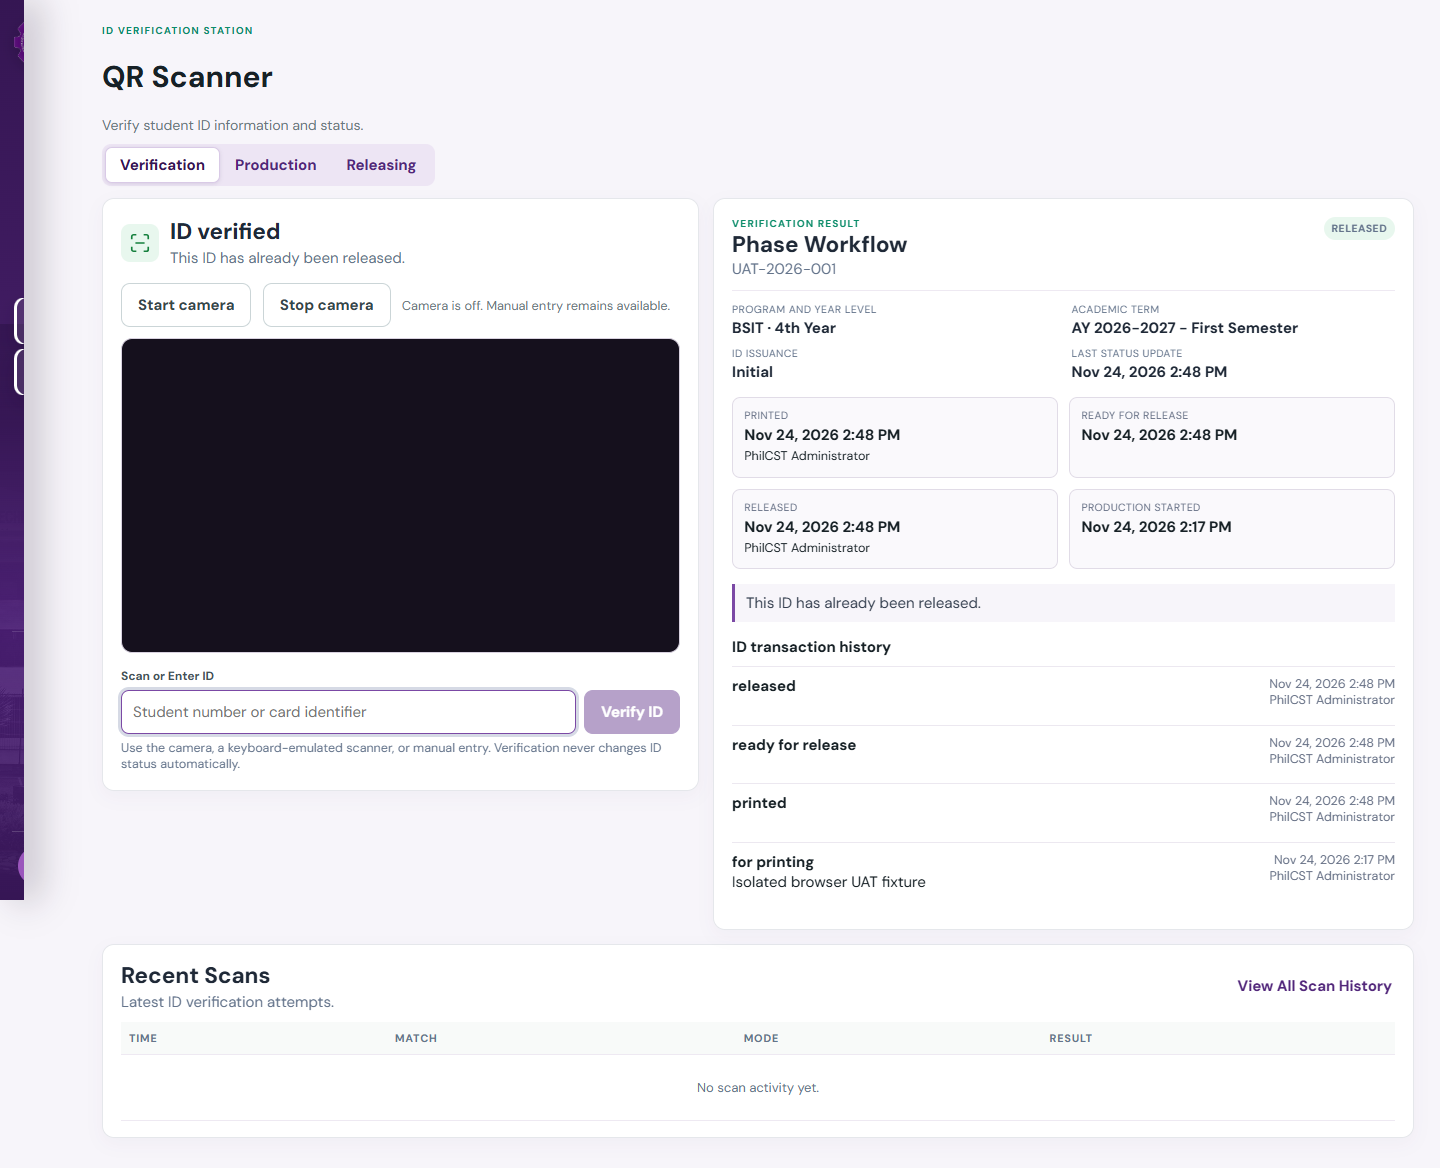 ID VERIFICATION STATION
QR Scanner
Verify student ID information and status.
Verification
Production
Releasing
ID verified
This ID has already been released.
Start camera
Stop camera
Camera is off. Manual entry remains available.
Scan or Enter ID
Student number or card identifier
Verify ID
Use the camera, a keyboard-emulated scanner, or manual entry. Verification never changes ID
status automatically.
VERIFICATION RESULT
RELEASED
Phase Workflow
UAT-2026-001
PROGRAM AND YEAR LEVEL
BSIT · 4th Year
ACADEMIC TERM
AY 2026-2027 - First Semester
ID ISSUANCE
Initial
LAST STATUS UPDATE
Nov 24, 2026 2:48 PM
PRINTED
Nov 24, 2026 2:48 PM
PhilCST Administrator
READY FOR RELEASE
Nov 24, 2026 2:48 PM
RELEASED
Nov 24, 2026 2:48 PM
PhilCST Administrator
PRODUCTION STARTED
Nov 24, 2026 2:17 PM
This ID has already been released.
ID transaction history
released
Nov 24, 2026 2:48 PM
PhilCST Administrator
ready for release
Nov 24, 2026 2:48 PM
PhilCST Administrator
printed
Nov 24, 2026 2:48 PM
PhilCST Administrator
for printing
Isolated browser UAT fixture
Nov 24, 2026 2:17 PM
PhilCST Administrator
Recent Scans
Latest ID verification attempts.
View All Scan History
TIME
MATCH
MODE
RESULT
No scan activity yet.